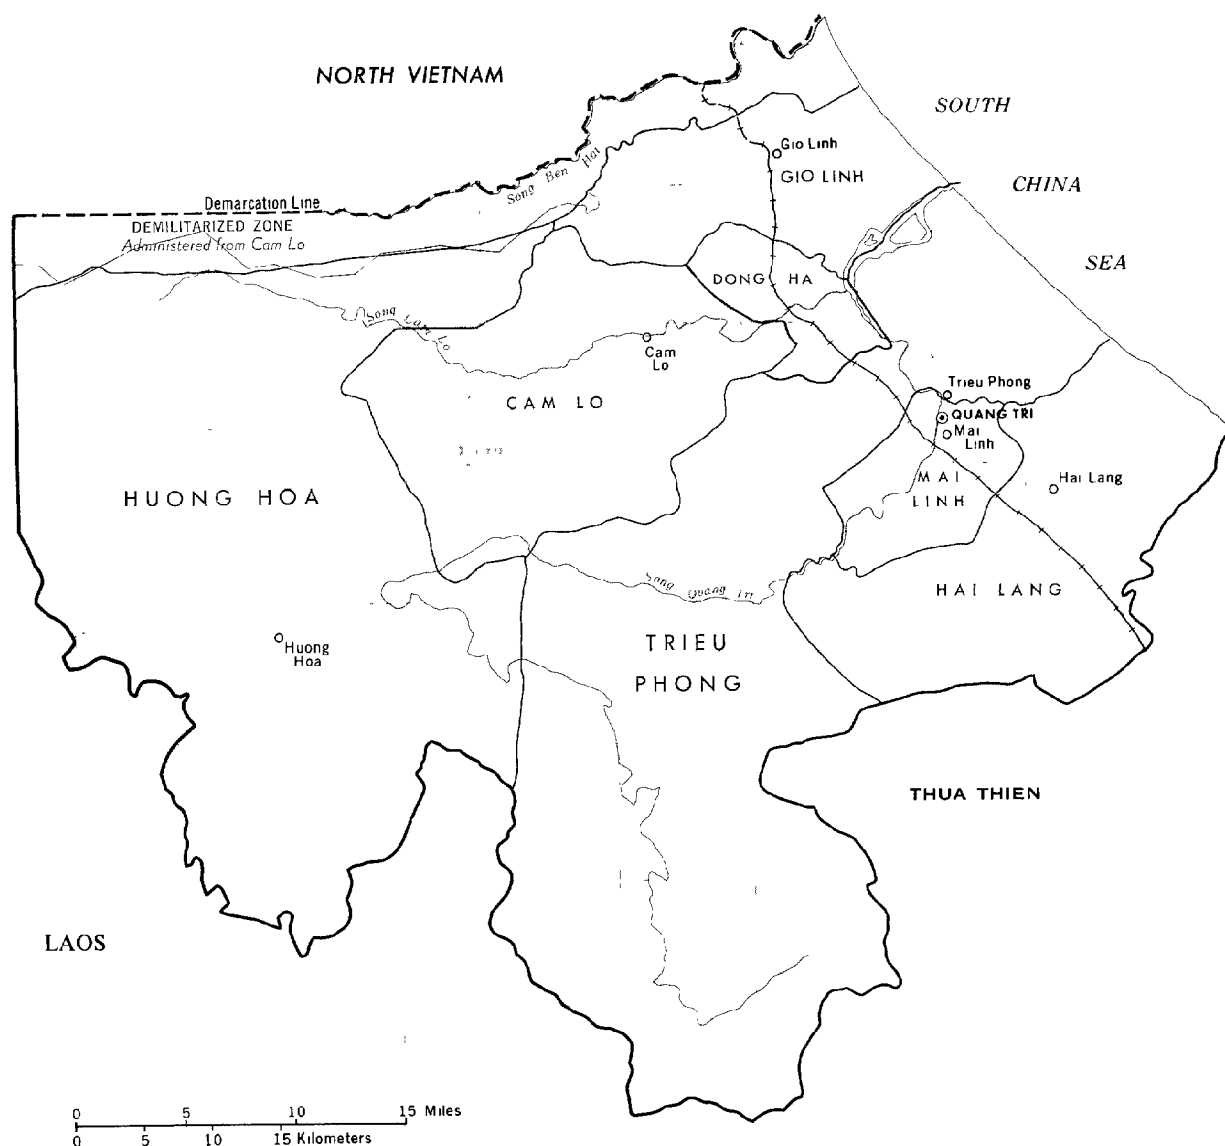 NORTH VIETNAM
SOUTH
CHINA
SEA
Song Ben Hai
Gio Linh
GIO LINH
Demarcation Line
DEMILITARIZED ZONE
Administered from Cam Lo
DONG HA
Song Cam Lo
Cam
Lo
CAM LO
Trieu Phong
QUANG TRI
Mai
Linh
MAI
LINH
Hai Lang
HUONG HOA
Song Quang Tri
HAI LANG
Huong
Hoa
TRIEU
PHONG
THUA THIEN
LAOS
0 5 10 15 Miles
0 5 10 15 Kilometers